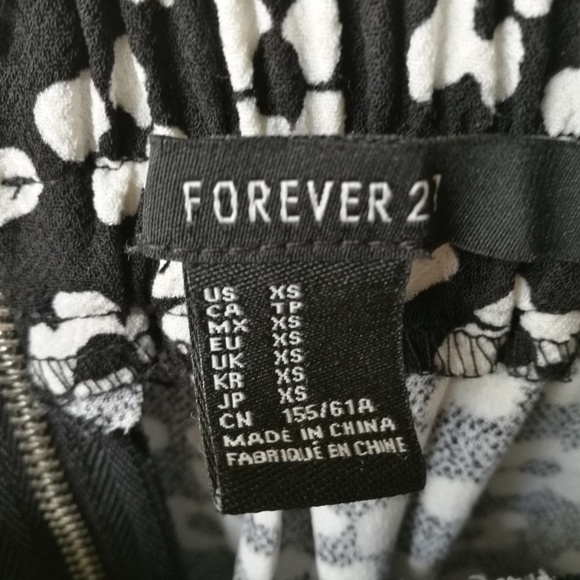 FOREVER 21
US XS
CA TP
MX XS
EU XS
UK XS
KR XS
JP XS
CN 155/61A
MADE IN CHINA
FABRIQUÉ EN CHINE